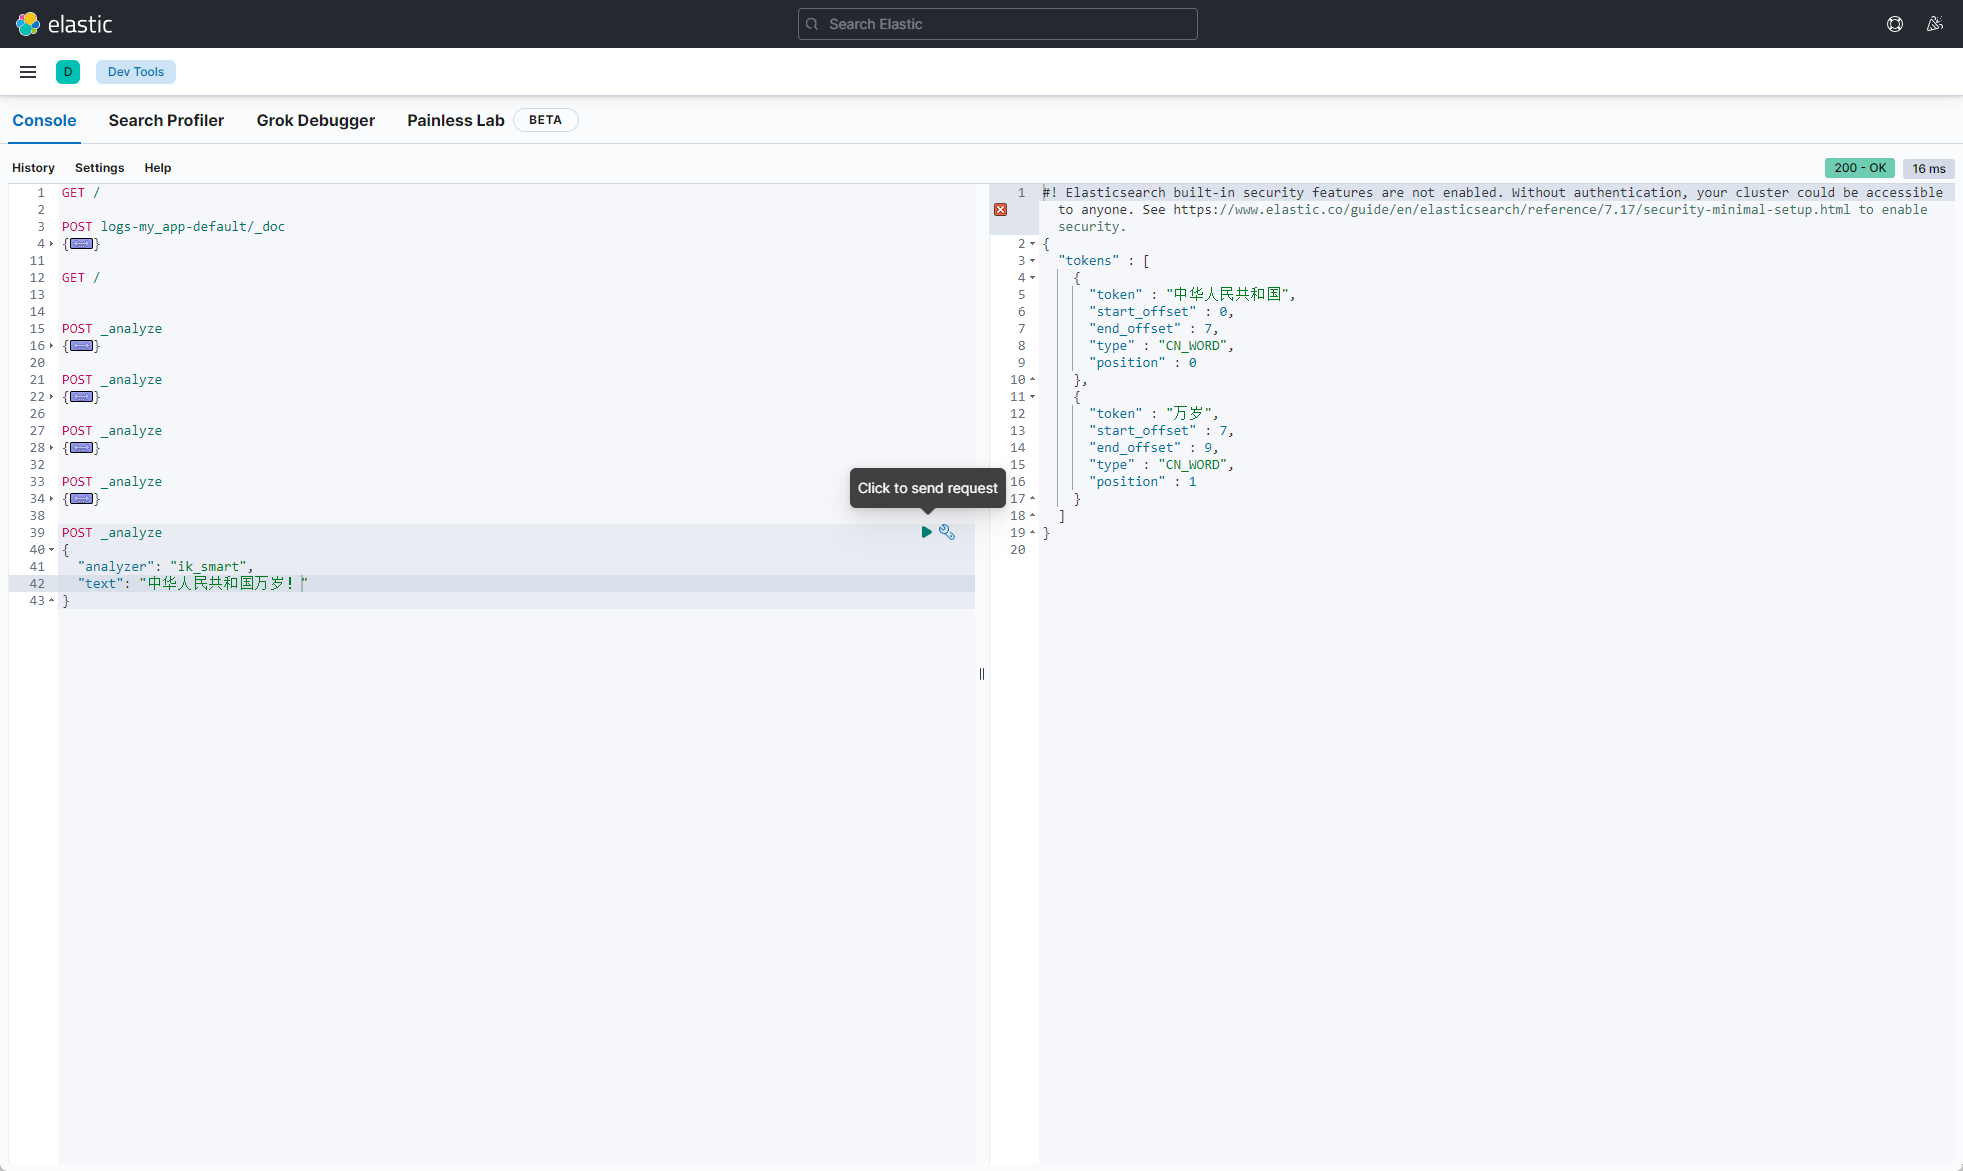 elastic
Search Elastic
D
Dev Tools
Console
Search Profiler
Grok Debugger
Painless Lab
BETA
History
Settings
Help
200 - OK
16 ms
1 GET /
2
3 POST logs-my_app-default/_doc
4 {}
11
12 GET /
13
14
15 POST _analyze
16 {}
20
21 POST _analyze
22 {}
26
27 POST _analyze
28 {}
32
33 POST _analyze
34 {}
38
39 POST _analyze
40 {
41 "analyzer": "ik_smart",
42 "text": "中华人民共和国万岁！"
43 }
Click to send request
1 #! Elasticsearch built-in security features are not enabled. Without authentication, your cluster could be accessible
to anyone. See https://www.elastic.co/guide/en/elasticsearch/reference/7.17/security-minimal-setup.html to enable
security.
2 {
3 "tokens" : [
4 {
5 "token" : "中华人民共和国",
6 "start_offset" : 0,
7 "end_offset" : 7,
8 "type" : "CN_WORD",
9 "position" : 0
10 },
11 {
12 "token" : "万岁",
13 "start_offset" : 7,
14 "end_offset" : 9,
15 "type" : "CN_WORD",
16 "position" : 1
17 }
18 ]
19 }
20